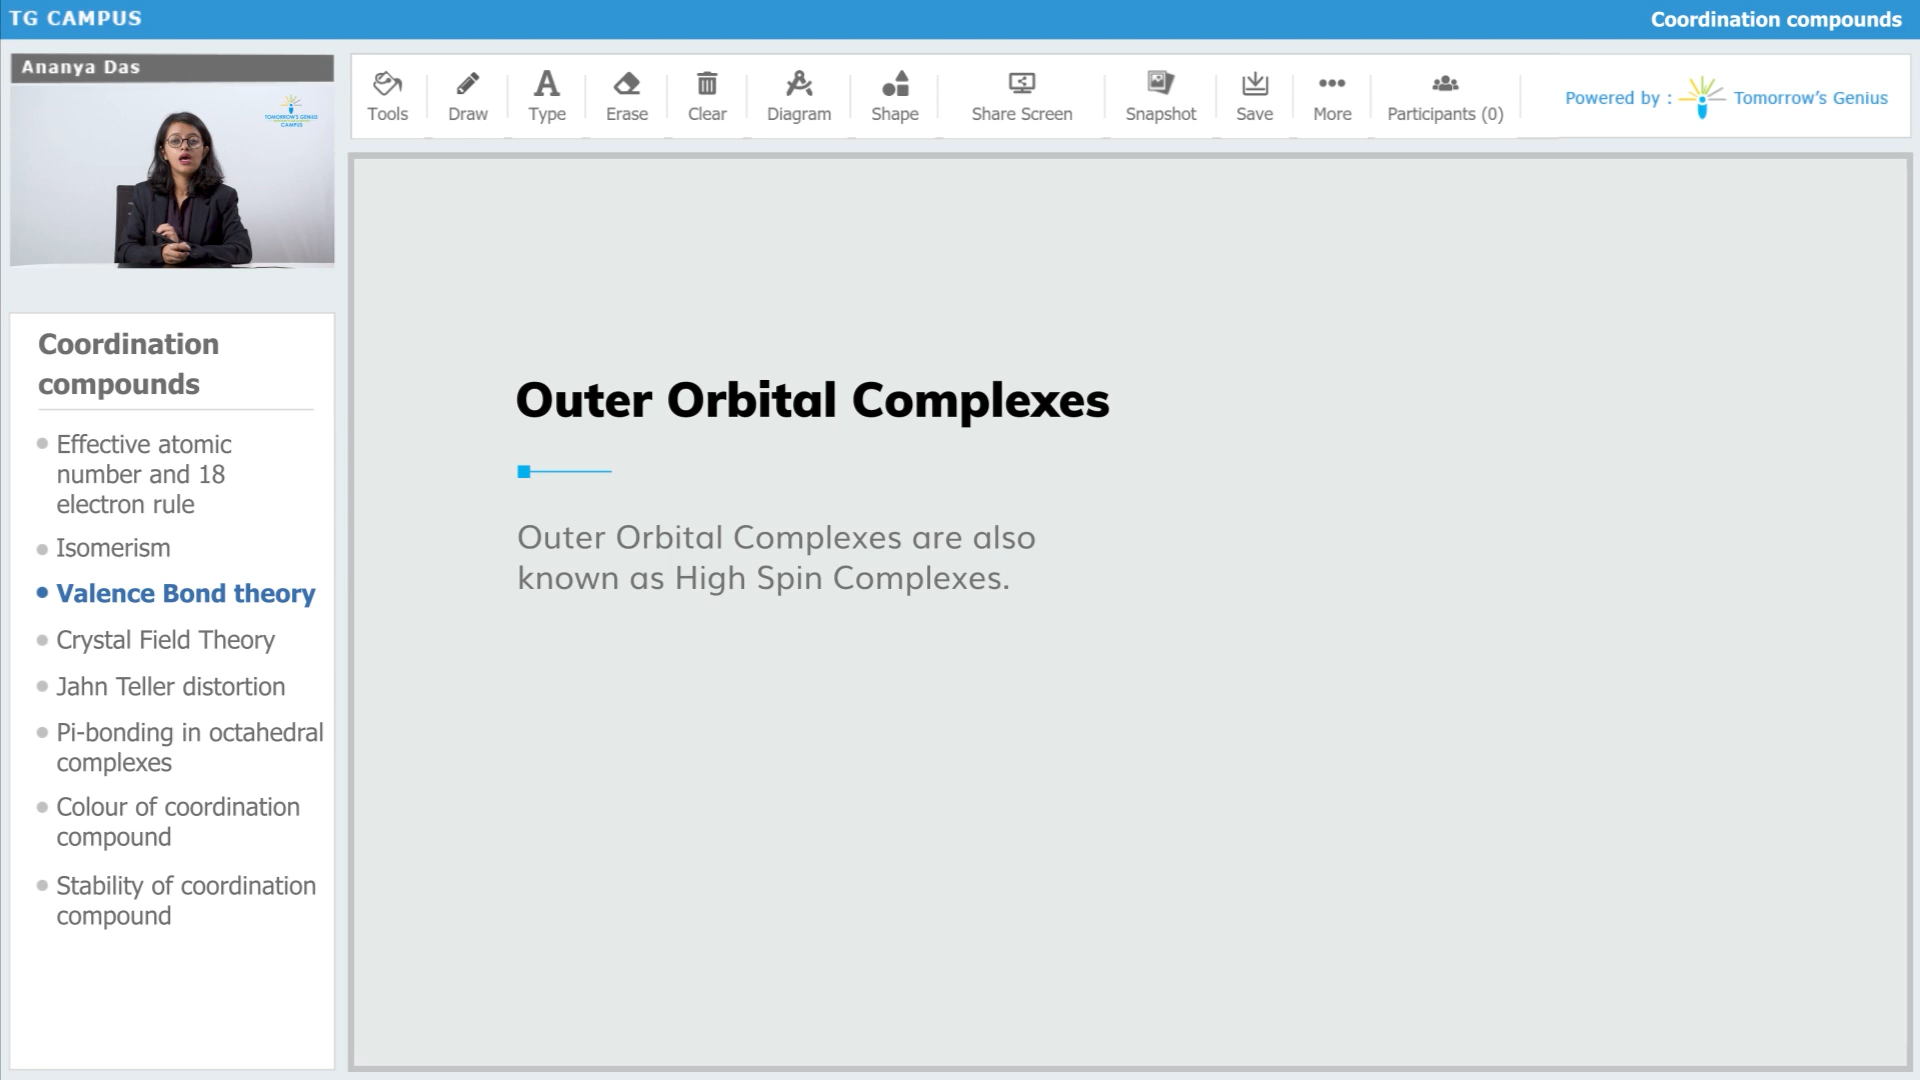 TG CAMPUS
Coordination compounds
Ananya Das
TOMORROW'S GENIUS
CAMPUS
Tools
Draw
Type
Erase
Clear
Diagram
Shape
Share Screen
Snapshot
Save
More
Participants (0)
Powered by :
Tomorrow's Genius
Coordination
compounds
Effective atomic
number and 18
electron rule
Isomerism
Valence Bond theory
Crystal Field Theory
Jahn Teller distortion
Pi-bonding in octahedral
complexes
Colour of coordination
compound
Stability of coordination
compound
Outer Orbital Complexes
Outer Orbital Complexes are also
known as High Spin Complexes.